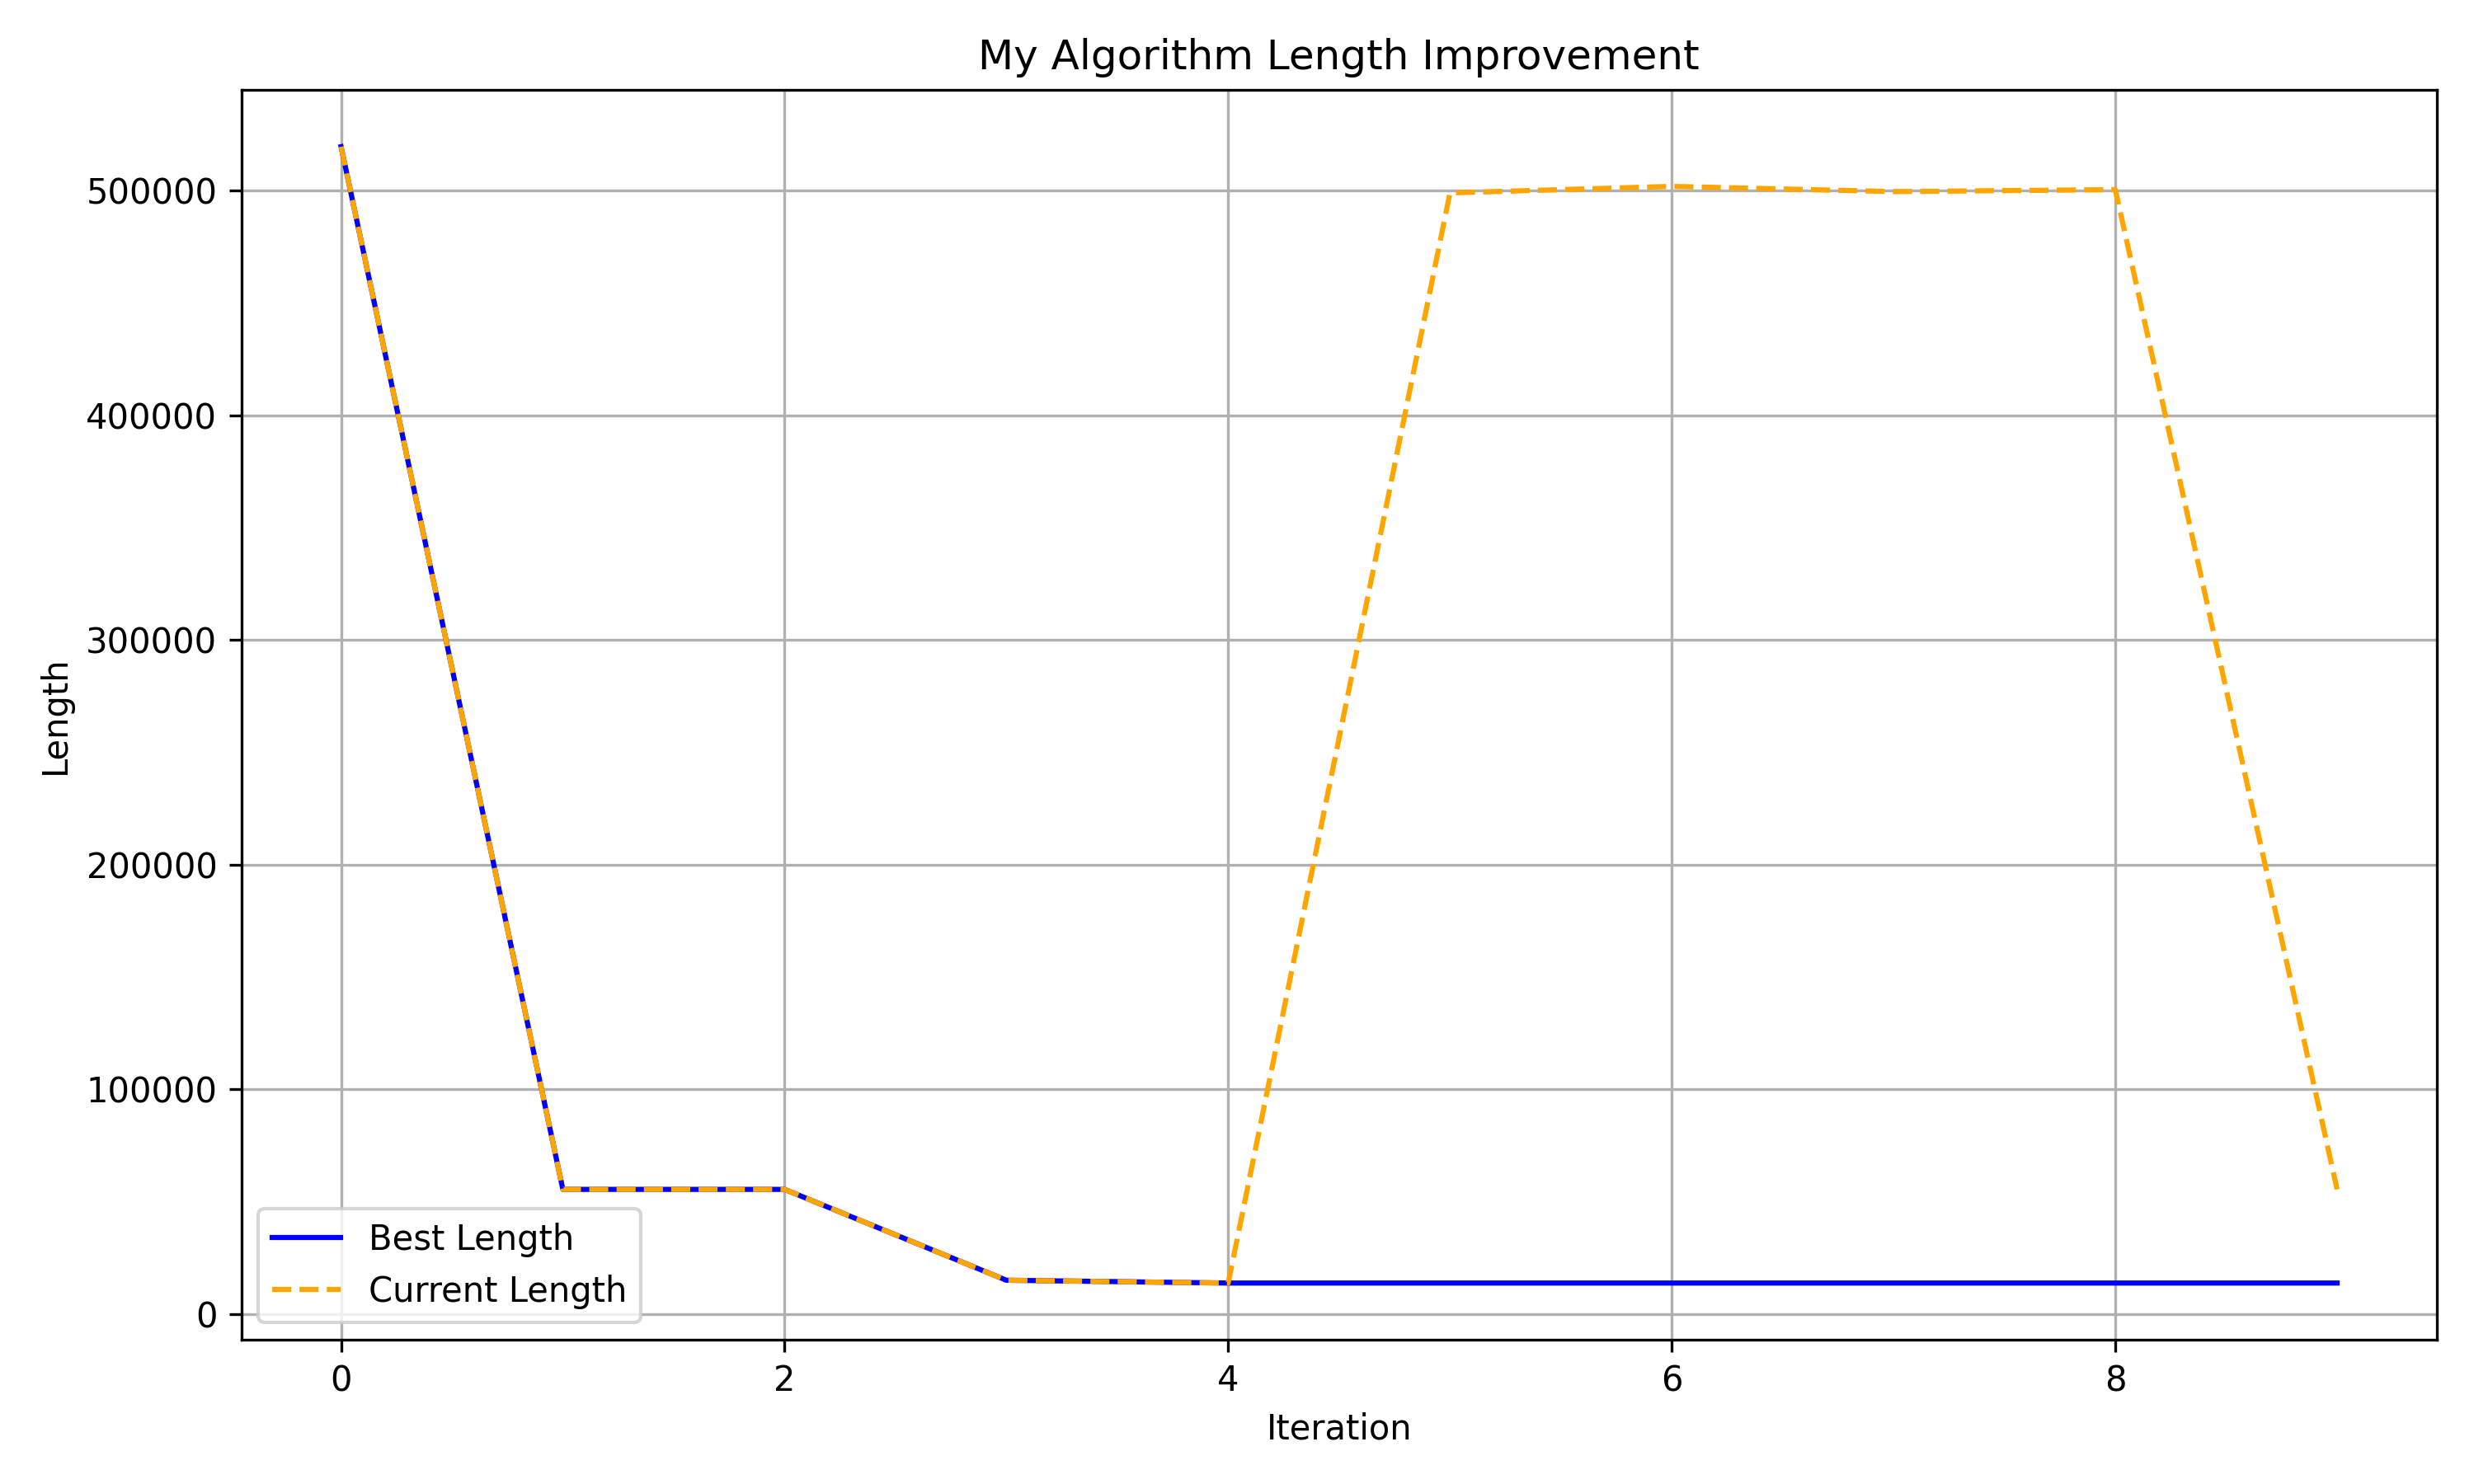 My Algorithm Length Improvement
500000
400000
300000
200000
100000
0
Length
Best Length
Current Length
0 2 4 6 8
Iteration